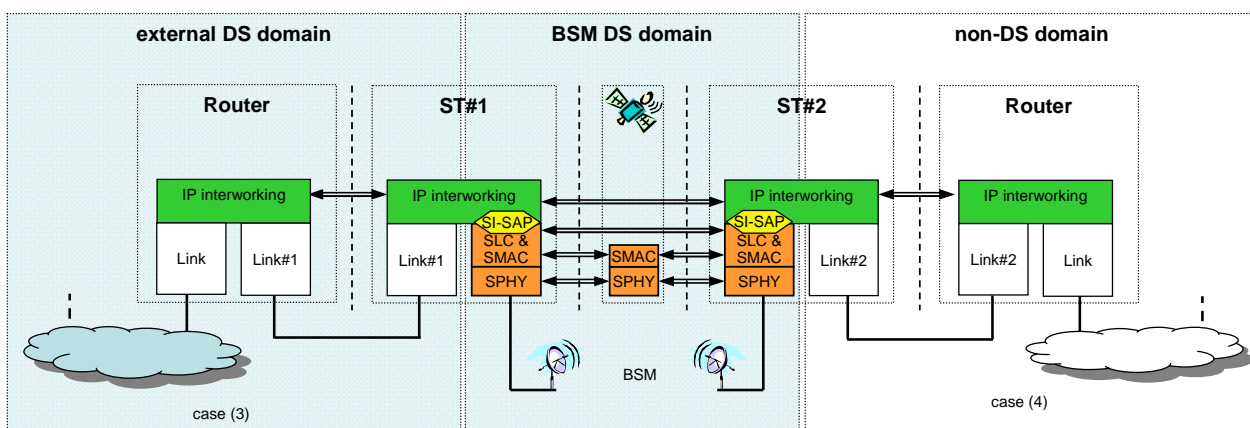 external DS domain
BSM DS domain
non-DS domain
Router
ST#1
ST#2
Router
IP interworking
IP interworking
IP interworking
IP interworking
SI-SAP
SI-SAP
Link
Link#1
Link#1
SLC &
SMAC
SMAC
SLC &
SMAC
Link#2
Link#2
Link
SPHY
SPHY
SPHY
BSM
case (3)
case (4)